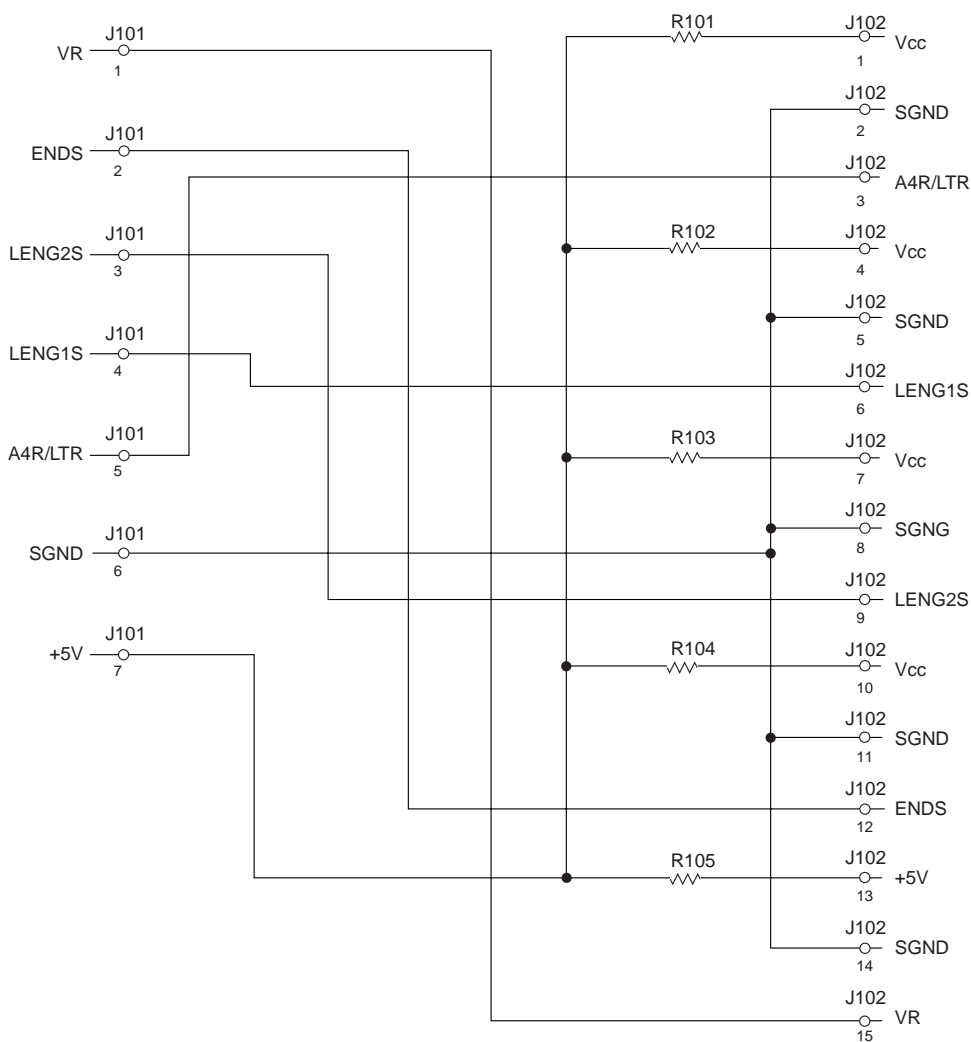 J101
VR
1
J101
ENDS
2
J101
LENG2S
3
J101
LENG1S
4
J101
A4R/LTR
5
J101
SGND
6
J101
+5V
7
R101
R102
R103
R104
R105
J102
Vcc
1
J102
SGND
2
J102
A4R/LTR
3
J102
Vcc
4
J102
SGND
5
J102
LENG1S
6
J102
Vcc
7
J102
SGNG
8
J102
LENG2S
9
J102
Vcc
10
J102
SGND
11
J102
ENDS
12
J102
+5V
13
J102
SGND
14
J102
VR
15